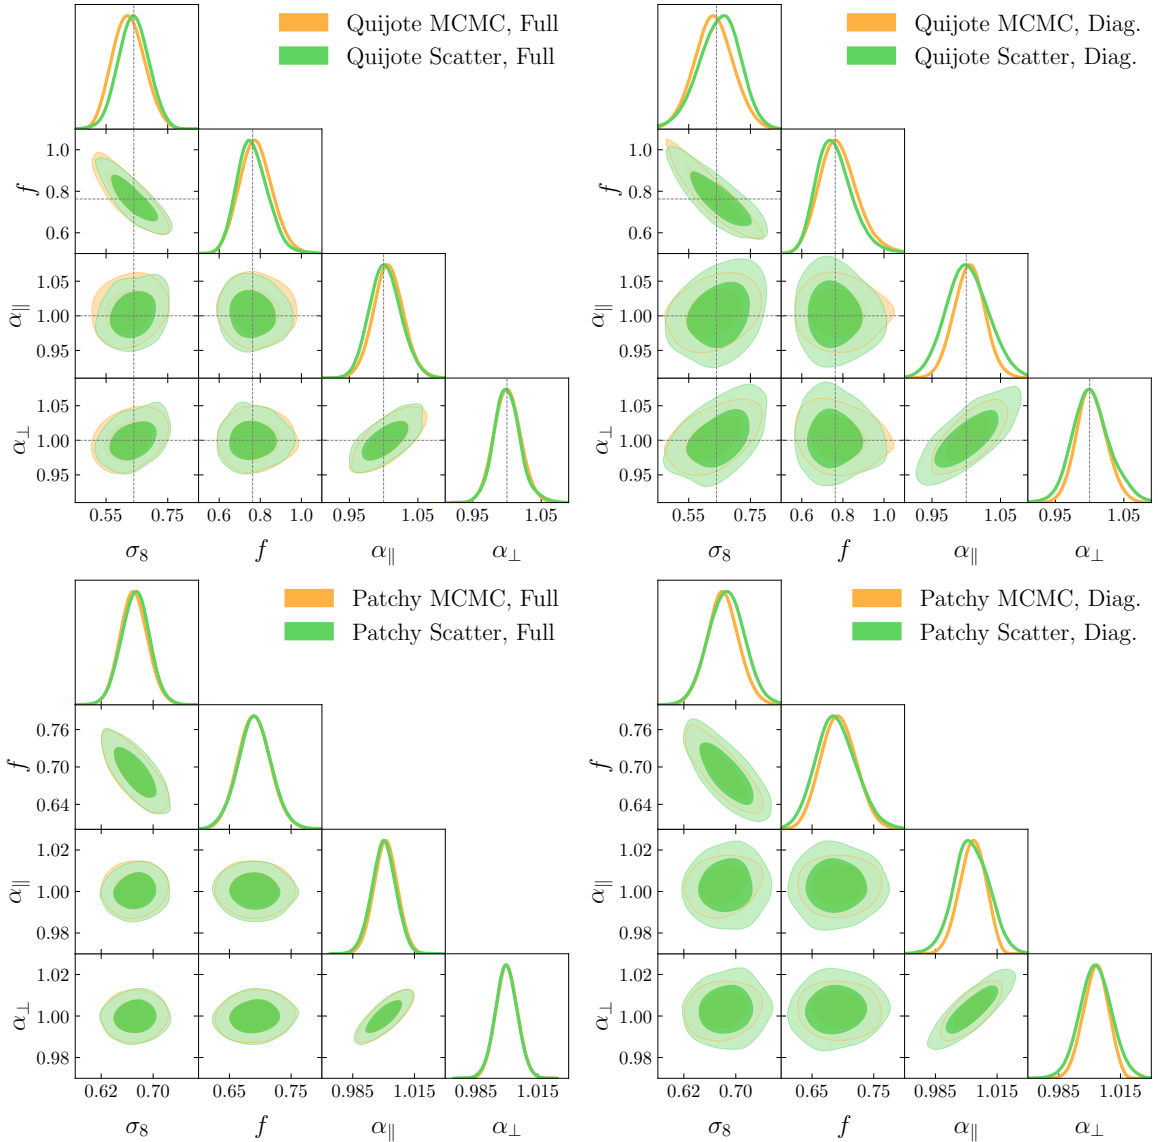 Quijote MCMC, Full
Quijote Scatter, Full
Quijote MCMC, Diag.
Quijote Scatter, Diag.
f 1.0 0.8 0.6
f 1.0 0.8 0.6
α∥ 1.05 1.00 0.95
α∥ 1.05 1.00 0.95
α⊥ 1.05 1.00 0.95
α⊥ 1.05 1.00 0.95
0.55 0.75 0.6 0.8 1.0 0.95 1.05 0.95 1.05
0.55 0.75 0.6 0.8 1.0 0.95 1.05 0.95 1.05
σ8 f α∥ α⊥
σ8 f α∥ α⊥
Patchy MCMC, Full
Patchy Scatter, Full
Patchy MCMC, Diag.
Patchy Scatter, Diag.
f 0.76 0.70 0.64
f 0.76 0.70 0.64
α∥ 1.02 1.00 0.98
α∥ 1.02 1.00 0.98
α⊥ 1.02 1.00 0.98
α⊥ 1.02 1.00 0.98
0.62 0.70 0.65 0.75 0.985 1.015 0.985 1.015
0.62 0.70 0.65 0.75 0.985 1.015 0.985 1.015
σ8 f α∥ α⊥
σ8 f α∥ α⊥